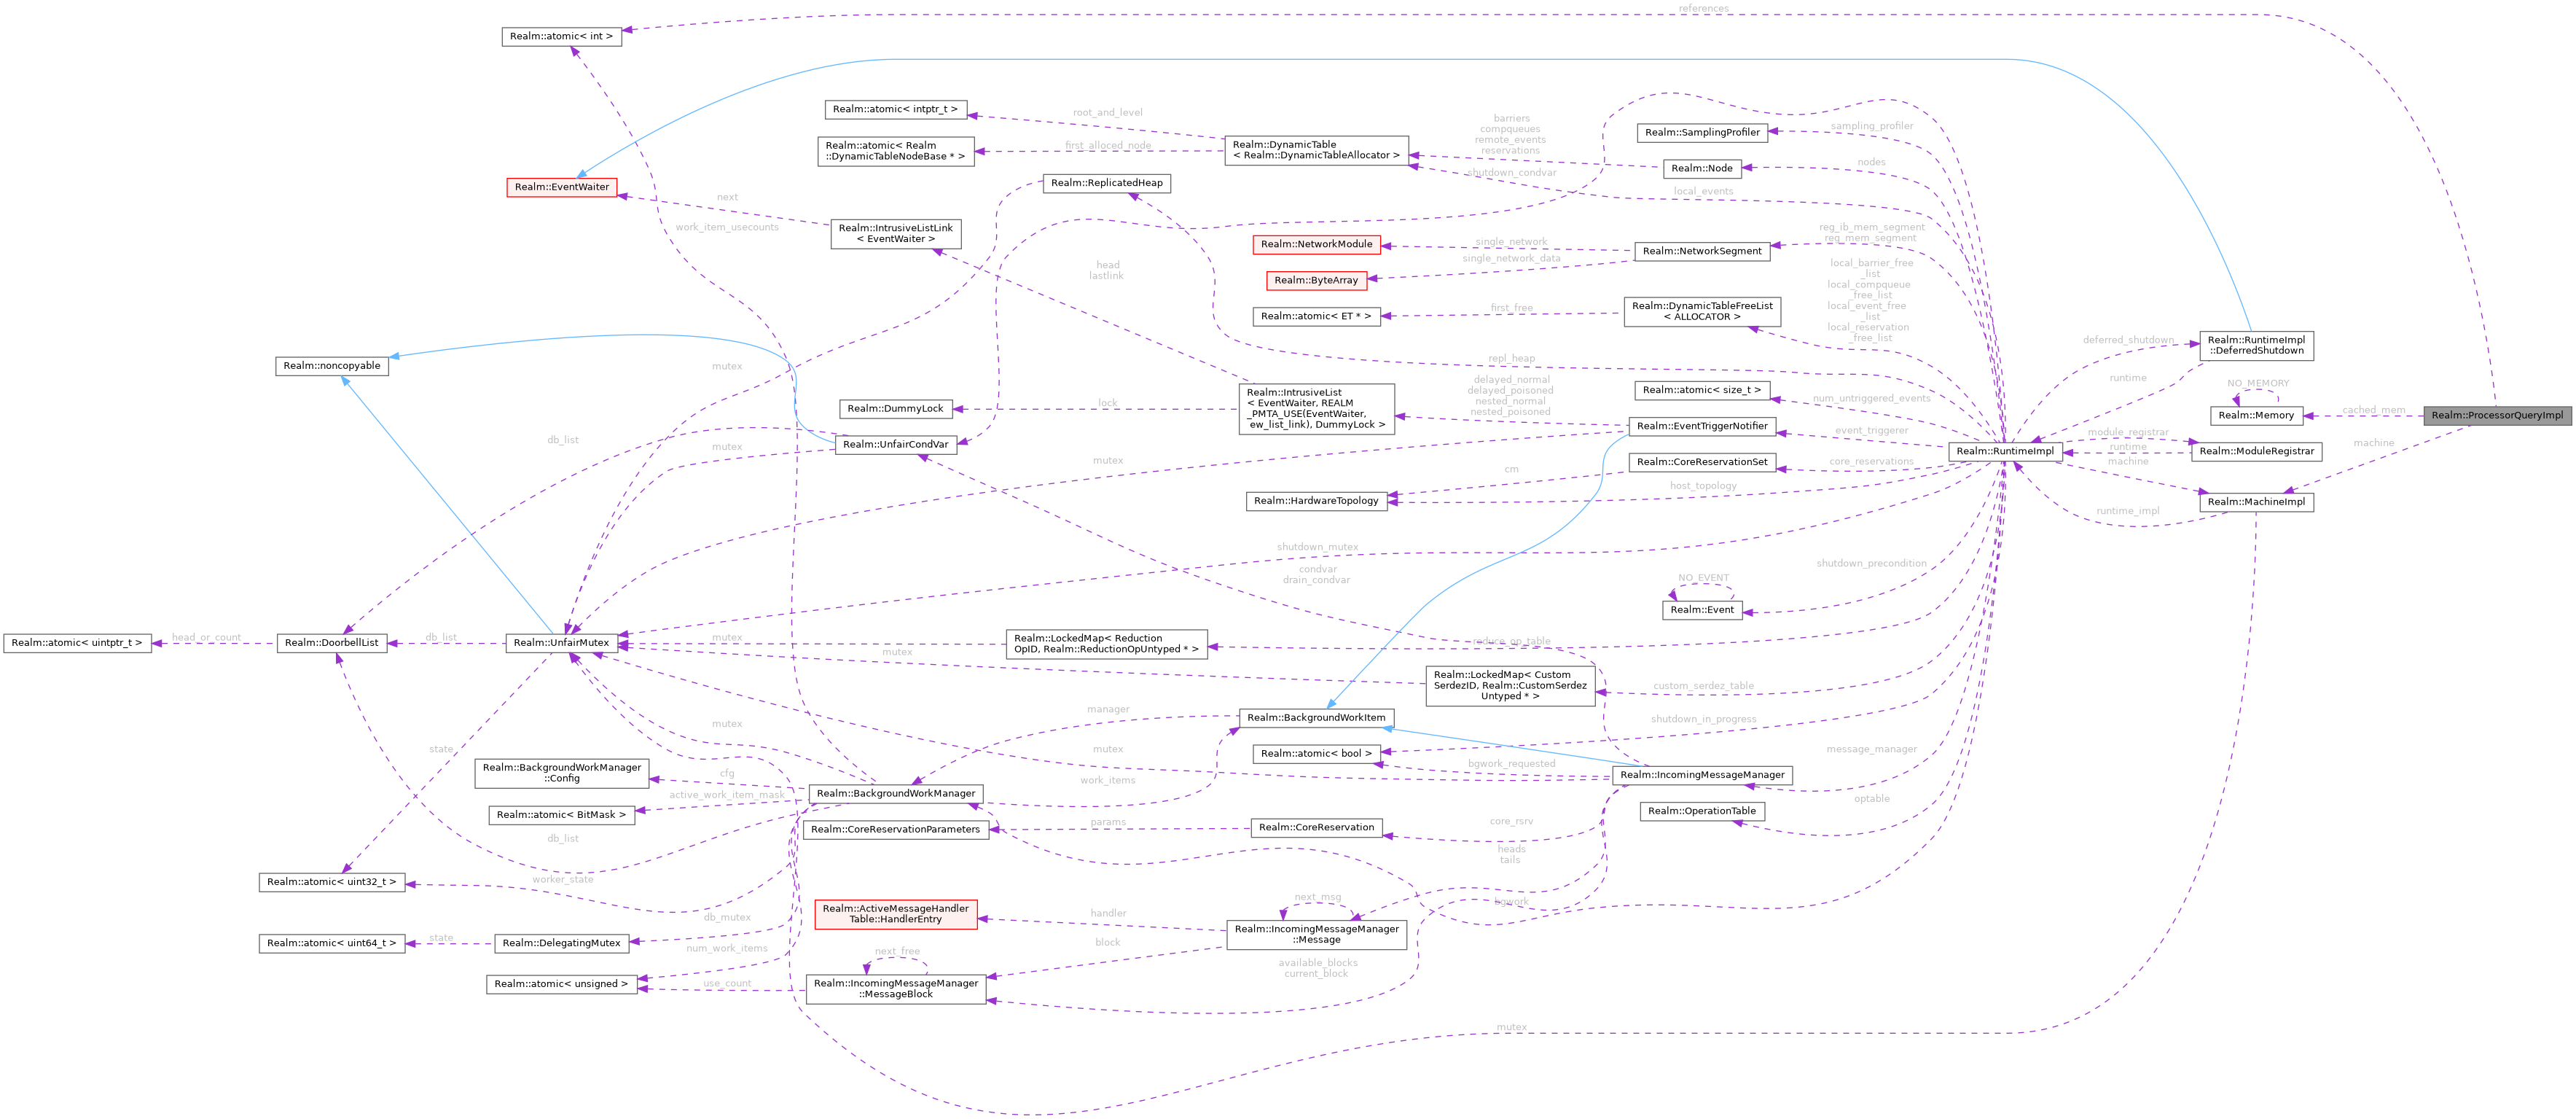 references
Realm::atomic< int >
Realm::atomic< intptr_t >
root_and_level
barriers
compqueues
remote_events
reservations
Realm::SamplingProfiler
sampling_profiler
Realm::atomic< Realm
::DynamicTableNodeBase * >
first_alloced_node
Realm::DynamicTable
< Realm::DynamicTableAllocator >
shutdown_condvar
Realm::Node
nodes
local_events
Realm::EventWaiter
next
Realm::ReplicatedHeap
work_item_usecounts
Realm::IntrusiveListLink
< EventWaiter >
head
lastlink
Realm::NetworkModule
single_network
Realm::NetworkSegment
reg_ib_mem_segment
reg_mem_segment
Realm::ByteArray
single_network_data
local_barrier_free
_list
local_compqueue
_free_list
local_event_free
_list
local_reservation
_free_list
Realm::atomic< ET * >
first_free
Realm::DynamicTableFreeList
< ALLOCATOR >
Realm::noncopyable
mutex
repl_heap
deferred_shutdown
Realm::RuntimeImpl
::DeferredShutdown
runtime
Realm::DummyLock
lock
Realm::IntrusiveList
< EventWaiter, REALM
_PMTA_USE(EventWaiter,
ew_list_link), DummyLock >
delayed_normal
delayed_poisoned
nested_normal
nested_poisoned
Realm::atomic< size_t >
num_untriggered_events
NO_MEMORY
Realm::Memory
cached_mem
Realm::ProcessorQueryImpl
db_list
mutex
Realm::UnfairCondVar
mutex
Realm::EventTriggerNotifier
event_triggerer
Realm::RuntimeImpl
module_registrar
runtime
machine
Realm::ModuleRegistrar
machine
cm
Realm::CoreReservationSet
core_reservations
Realm::HardwareTopology
host_topology
Realm::MachineImpl
runtime_impl
shutdown_mutex
condvar
drain_condvar
shutdown_precondition
NO_EVENT
Realm::Event
Realm::atomic< uintptr_t >
head_or_count
Realm::DoorbellList
db_list
Realm::UnfairMutex
mutex
mutex
Realm::LockedMap< Reduction
OpID, Realm::ReductionOpUntyped * >
reduce_op_table
Realm::LockedMap< Custom
SerdezID, Realm::CustomSerdez
Untyped * >
custom_serdez_table
state
mutex
manager
Realm::BackgroundWorkItem
shutdown_in_progress
mutex
Realm::atomic< bool >
bgwork_requested
message_manager
Realm::BackgroundWorkManager
::Config
cfg
work_items
Realm::IncomingMessageManager
active_work_item_mask
Realm::BackgroundWorkManager
optable
Realm::atomic< BitMask >
Realm::CoreReservationParameters
params
Realm::CoreReservation
core_rsrv
Realm::OperationTable
db_list
heads
tails
Realm::atomic< uint32_t >
worker_state
next_msg
bgwork
db_mutex
Realm::ActiveMessageHandler
Table::HandlerEntry
handler
Realm::IncomingMessageManager
::Message
Realm::atomic< uint64_t >
state
Realm::DelegatingMutex
num_work_items
next_free
block
available_blocks
current_block
Realm::atomic< unsigned >
use_count
Realm::IncomingMessageManager
::MessageBlock
mutex